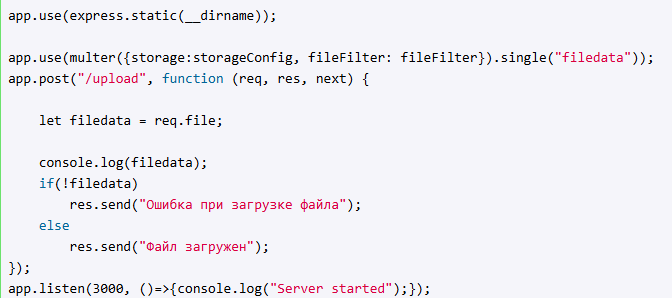 app.use(express.static(__dirname));
app.use(multer({storage:storageConfig, fileFilter: fileFilter}).single("filedata"));
app.post("/upload", function (req, res, next) {
let filedata = req.file;
console.log(filedata);
if(!filedata)
res.send("Ошибка при загрузке файла");
else
res.send("Файл загружен");
});
app.listen(3000, ()=>{console.log("Server started");});